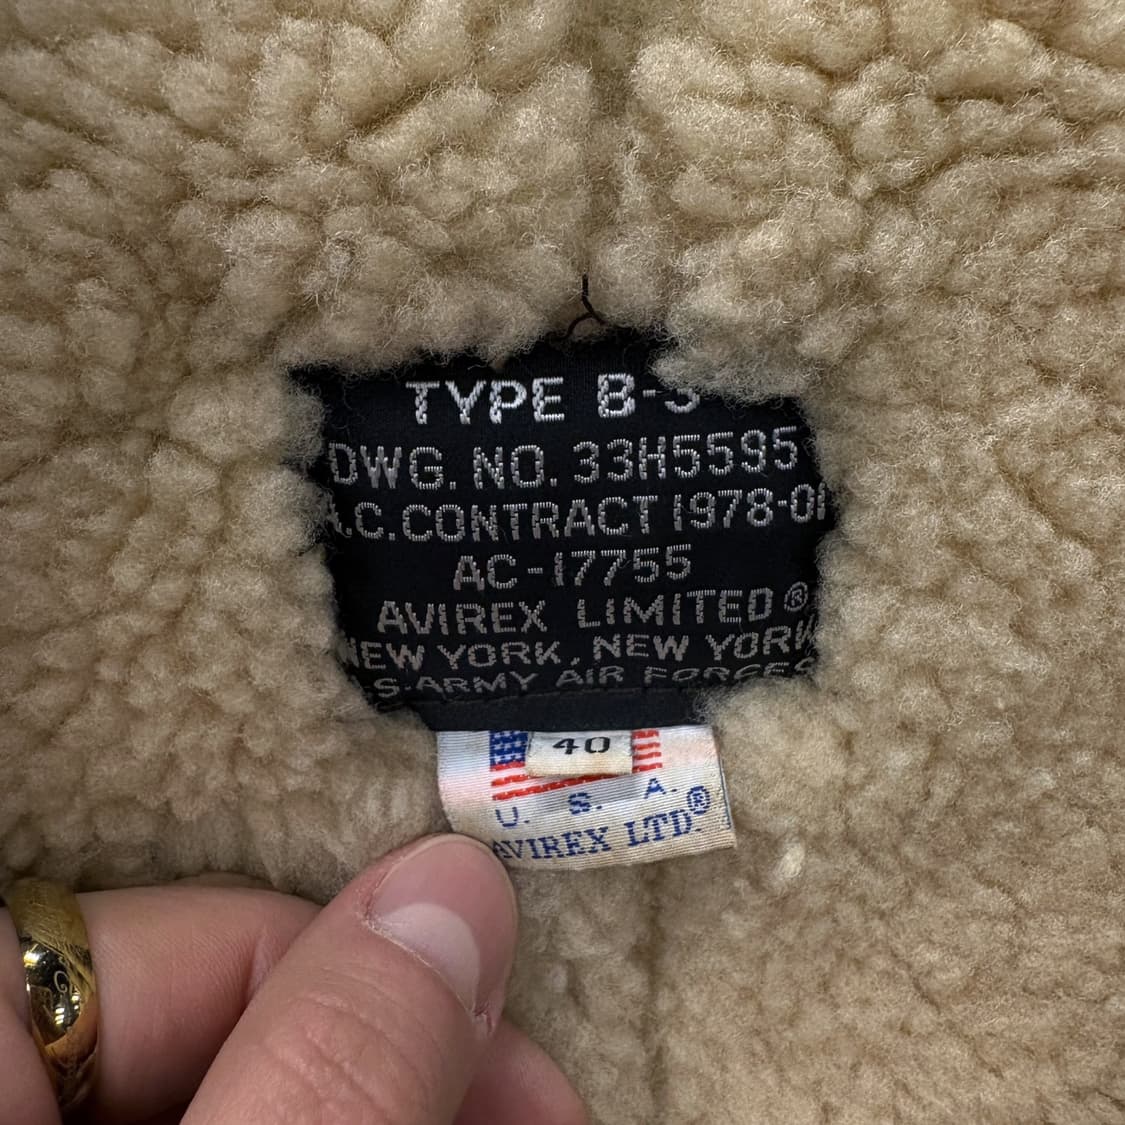 TYPE B-3
DWG. NO. 33H5595
A.C. CONTRACT 1978-01
AC-17755
AVIREX LIMITED ®
NEW YORK, NEW YORK
S·ARMY AIR FORCES
40
U. S. A.
AVIREX LTD.®